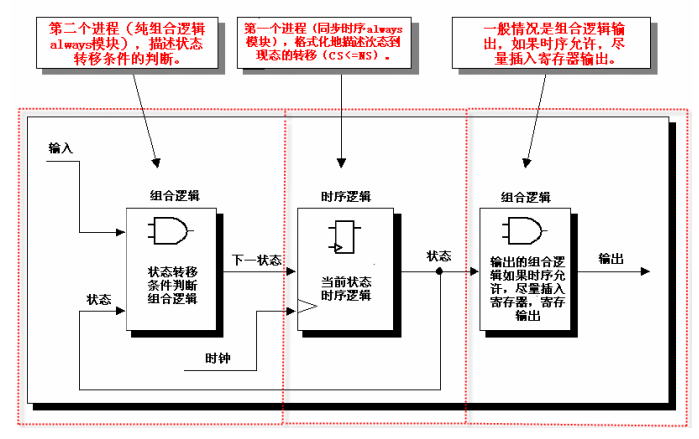 第二个进程（纯组合逻辑
always模块），描述状态
转移条件的判断。
第一个进程（同步时序always
模块），格式化地描述次态到
现态的转移（CS<=NS）。
一般情况是组合逻辑输
出，如果时序允许，尽
量插入寄存器输出。
输入
组合逻辑
状态转移
条件判断
组合逻辑
状态
下一状态
时钟
时序逻辑
当前状态
时序逻辑
状态
组合逻辑
输出的组合逻
辑如果时序允
许，尽量插入
寄存器，寄存
输出
输出